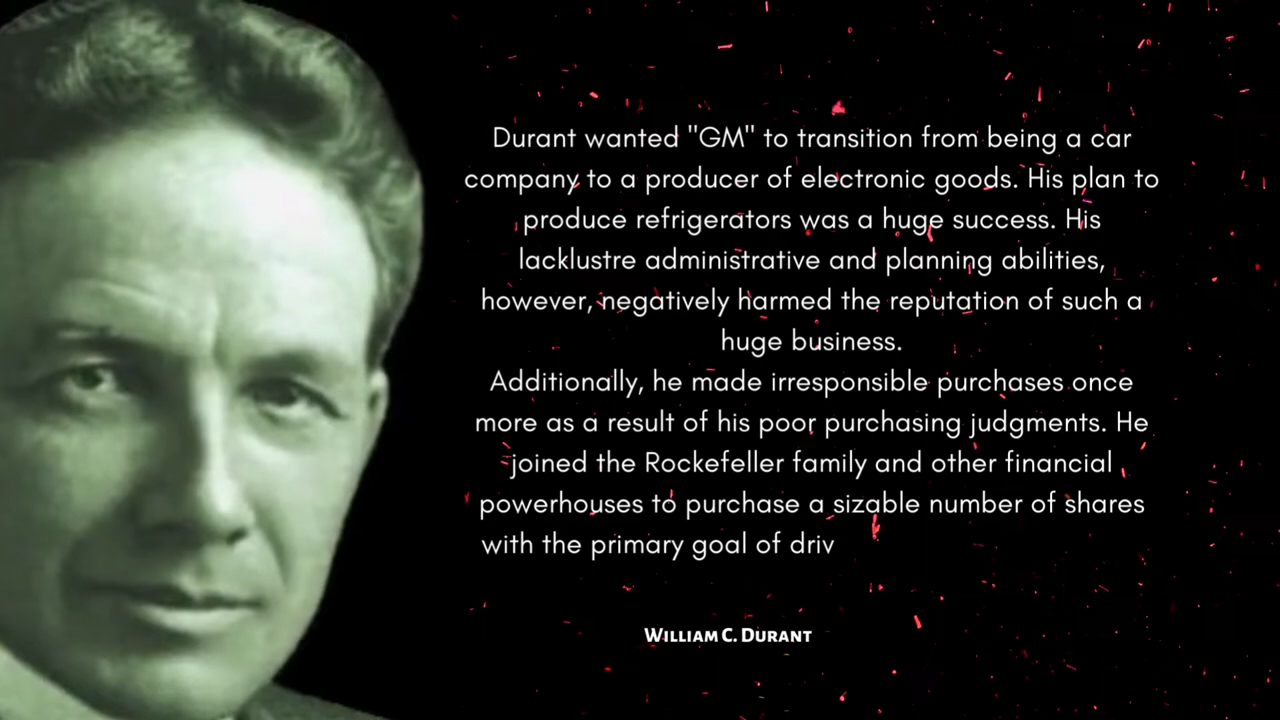 Durant wanted "GM" to transition from being a car
company to a producer of electronic goods. His plan to
produce refrigerators was a huge success. His
lacklustre administrative and planning abilities,
however, negatively harmed the reputation of such a
huge business.
Additionally, he made irresponsible purchases once
more as a result of his poor purchasing judgments. He
joined the Rockefeller family and other financial
powerhouses to purchase a sizable number of shares
with the primary goal of driv
William C. Durant